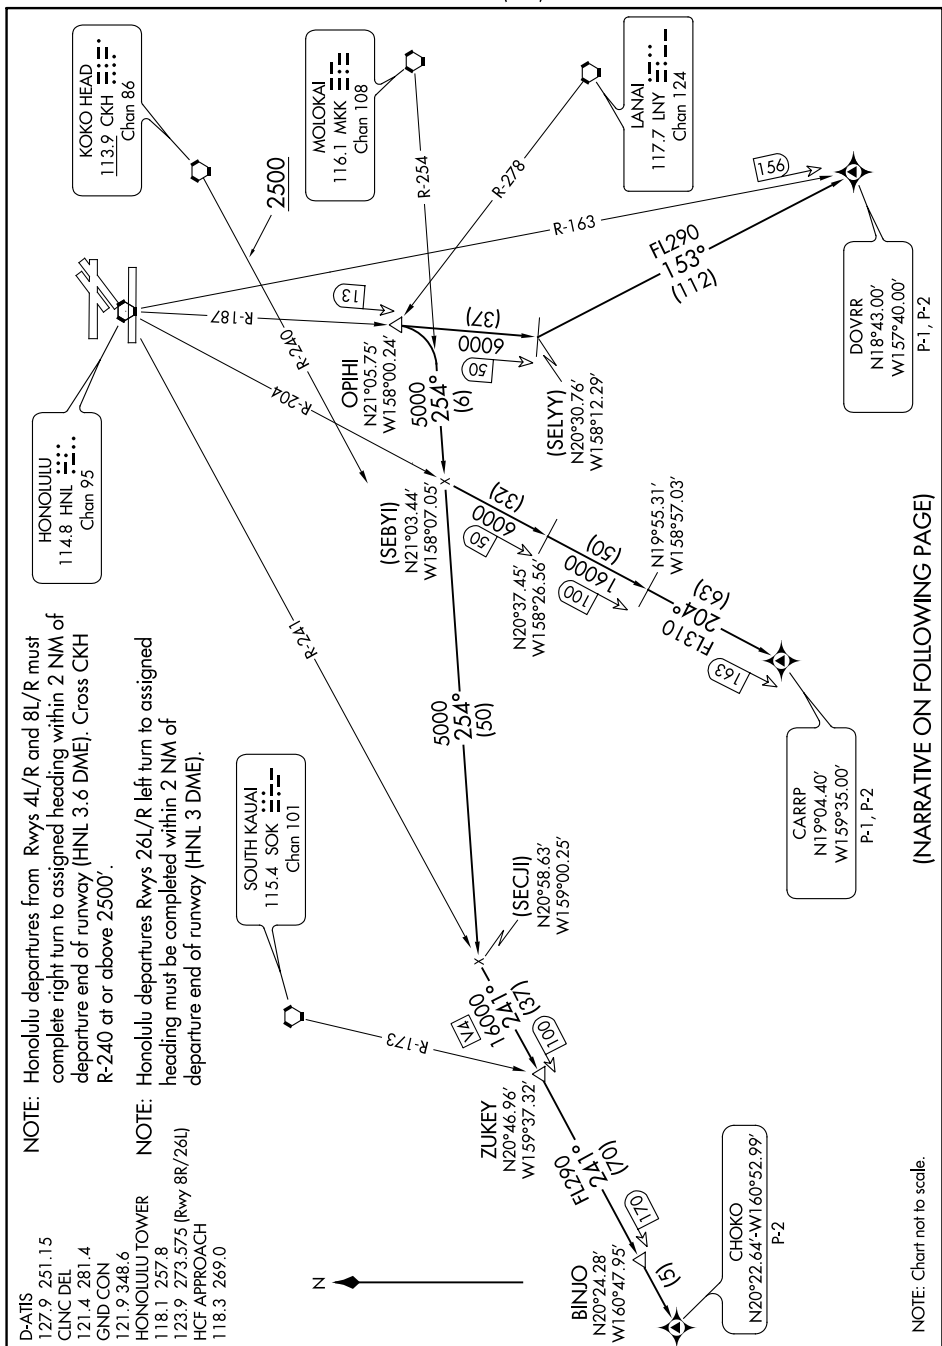 D-ATIS
127.9 251.15
CLNC DEL
121.4 281.4
GND CON
121.9 348.6
HONOLULU TOWER
118.1 257.8
123.9 273.575 (Rwy 8R/26L)
HCF APPROACH
118.3 269.0
NOTE: Honolulu departures from Rwys 4L/R and 8L/R must
complete right turn to assigned heading within 2 NM of
departure end of runway (HNL 3.6 DME). Cross CKH
R-240 at or above 2500'.
NOTE: Honolulu departures Rwys 26L/R left turn to assigned
heading must be completed within 2 NM of
departure end of runway (HNL 3 DME).
HONOLULU
114.8 HNL
Chan 95
KOKO HEAD
113.9 CKH
Chan 86
MOLOKAI
116.1 MKK
Chan 108
LANAI
117.7 LNY
Chan 124
SOUTH KAUAI
115.4 SOK
Chan 101
2500
R-254
R-278
R-163
R-187
R-240
R-204
R-241
R-173
13
156
OPIHI
N21°05.75'
W158°00.24'
5000
254°
(6)
6000
(37)
50
(SELYY)
N20°30.76'
W158°12.29'
FL290
153°
(112)
DOVRR
N18°43.00'
W157°40.00'
P-1, P-2
(SEBYI)
N21°03.44'
W158°07.05'
6000
(32)
50
N20°37.45'
W158°26.56'
16000
(50)
100
N19°55.31'
W158°57.03'
FL310
204°
(63)
163
CARRP
N19°04.40'
W159°35.00'
P-1, P-2
5000
254°
(50)
(SECJI)
N20°58.63'
W159°00.25'
V4
16000
241°
(37)
100
ZUKEY
N20°46.96'
W159°37.32'
FL290
241°
(70)
170
BINJO
N20°24.28'
W160°47.95'
(5)
CHOKO
N20°22.64'-W160°52.99'
P-2
N
(NARRATIVE ON FOLLOWING PAGE)
NOTE: Chart not to scale.